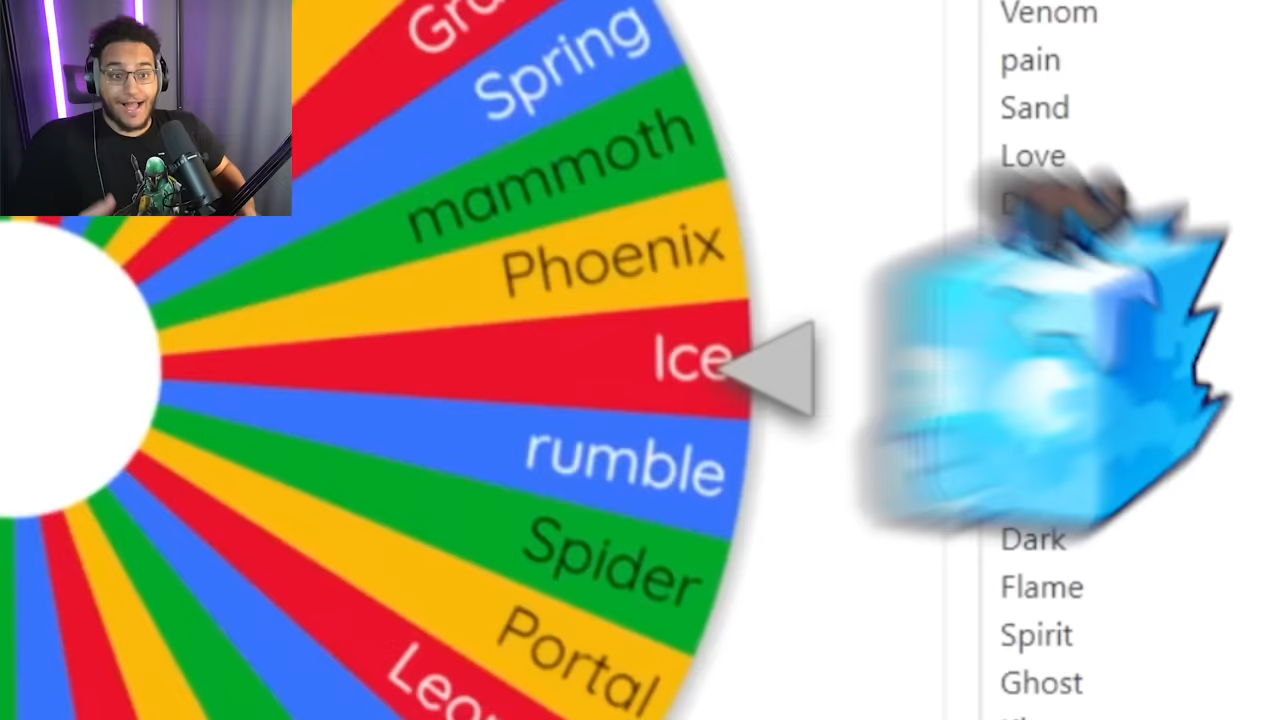 Spring
mammoth
Phoenix
Ice
rumble
Spider
Portal
Venom
pain
Sand
Love
Dark
Flame
Spirit
Ghost